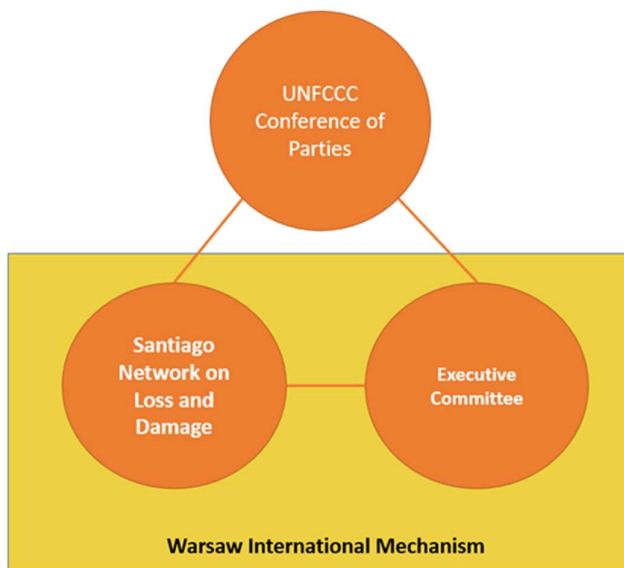 UNFCCC
Conference of
Parties
Santiago
Network on
Loss and
Damage
Executive
Committee
Warsaw International Mechanism